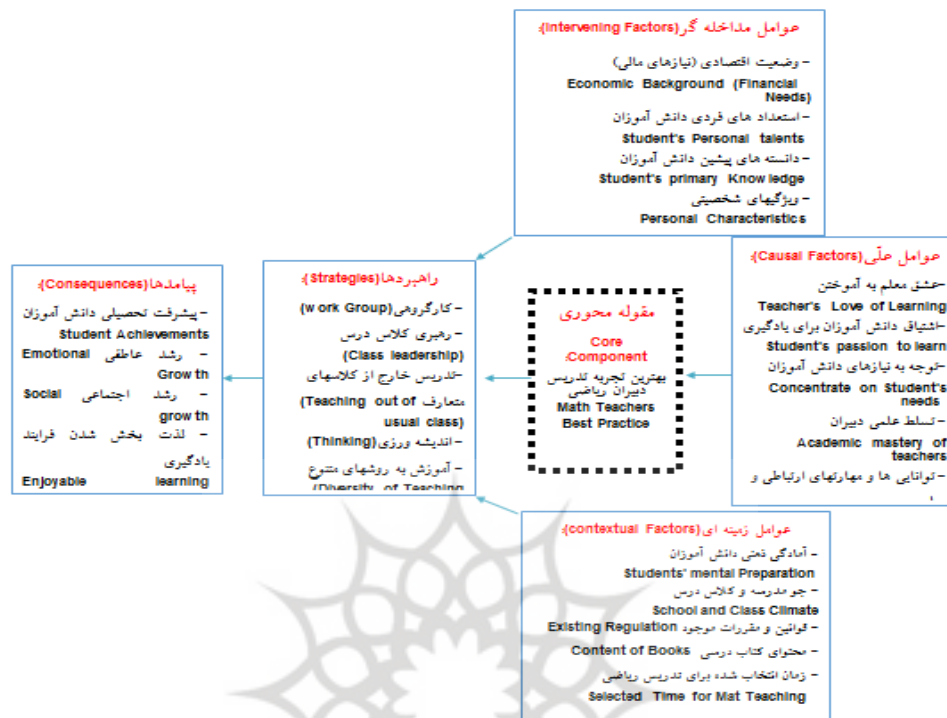 عوامل مداخله گر(Intervening Factors):
- وضعیت اقتصادی (نیازهای مالی)
Economic Background (Financial
Needs)
- استعداد های فردی دانش آموزان
Student's Personal talents
- دانسته های پیشین دانش آموزان
Student's primary Knowledge
- ویژگیهای شخصیتی
Personal Characteristics
عوامل علّی(Causal Factors):
-عشق معلم به آموختن
Teacher's Love of Learning
-اشتیاق دانش آموزان برای یادگیری
Student's passion to learn
-توجه به نیازهای دانش آموزان
Concentrate on Student's
needs
- تسلط علمی دبیران
Academic mastery of
teachers
-توانایی ها و مهارتهای ارتباطی و
مقوله محوری
Core
Component:
بهترین تجربه تدریس
دبیران ریاضی
Math Teachers
Best Practice
راهبردها(Strategies):
-کارگروهی(work Group)
- رهبری کلاس درس
(Class leadership)
-تدریس خارج از کلاسهای
متعارف (Teaching out of
usual class)
- اندیشه ورزی(Thinking)
- آموزش به روشهای متنوع
(Diversity of Teaching
پیامدها(Consequences):
-پیشرفت تحصیلی دانش آموزان
Student Achievements
- رشد عاطفی Emotional
Growth
- رشد اجتماعی Social
growth
- لذت بخش شدن فرایند
یادگیری
Enjoyable learning
عوامل زمینه ای(contextual Factors):
- آمادگی ذهنی دانش آموزان
Students' mental Preparation
- جو مدرسه و کلاس درس
School and Class Climate
- قوانین و مقررات موجود Existing Regulation
- محتوای کتاب درسی Content of Books
- زمان انتخاب شده برای تدریس ریاضی
Selected Time for Mat Teaching